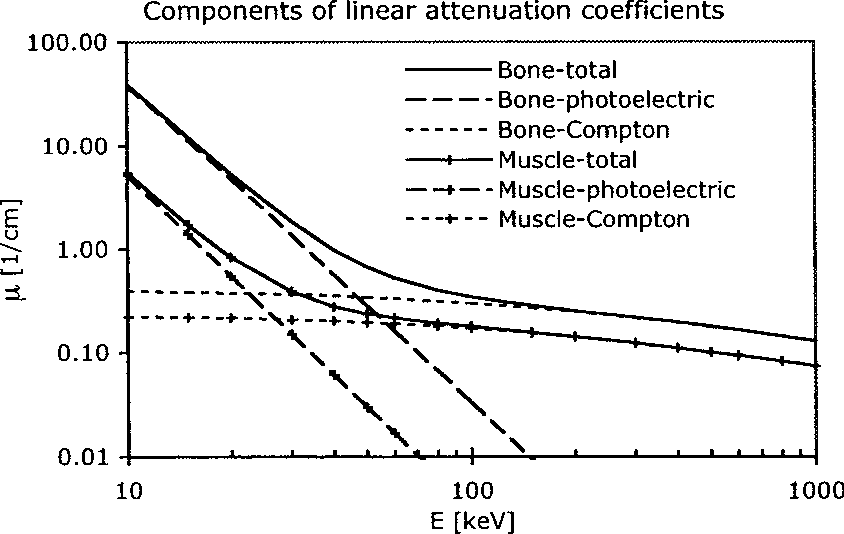 Components of linear attenuation coefficients
100.00
10.00
1.00
0.10
0.01
μ [1/cm]
Bone-total
Bone-photoelectric
Bone-Compton
Muscle-total
Muscle-photoelectric
Muscle-Compton
10 100 1000
E [keV]